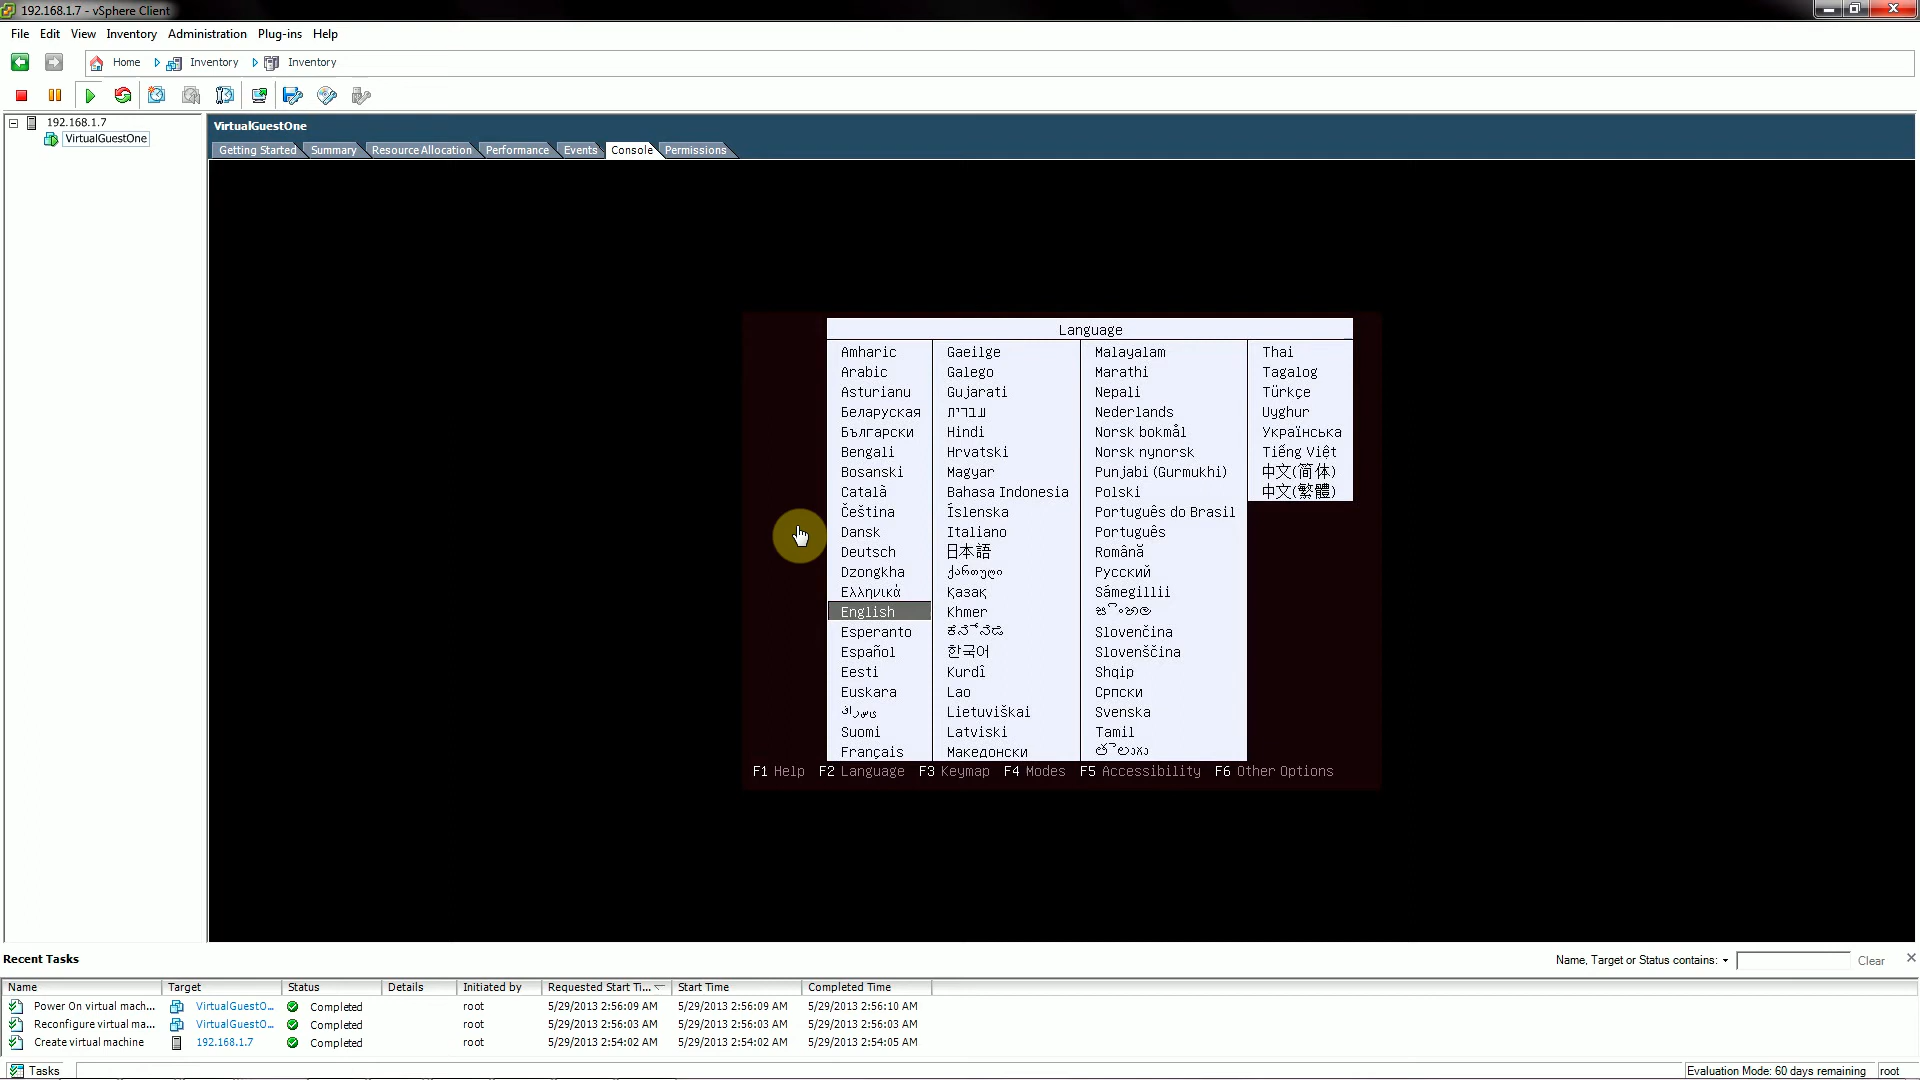 192.168.1.7 - vSphere Client
File Edit View Inventory Administration Plug-ins Help
Home Inventory Inventory
192.168.1.7
VirtualGuestOne
VirtualGuestOne
Getting Started Summary Resource Allocation Performance Events Console Permissions
Language
Amharic Gaeilge Malayalam Thai
Arabic Galego Marathi Tagalog
Asturianu Gujarati Nepali Türkçe
Беларуская עברית Nederlands Uyghur
Български Hindi Norsk bokmål Українська
Bengali Hrvatski Norsk nynorsk Tiếng Việt
Bosanski Magyar Punjabi (Gurmukhi) 中文(简体)
Català Bahasa Indonesia Polski 中文(繁體)
Čeština Íslenska Português do Brasil
Dansk Italiano Português
Deutsch 日本語 Română
Dzongkha ქართული Русский
Ελληνικά Қазақ Sámegillii
English Khmer
Esperanto Slovenčina
Español 한국어 Slovenščina
Eesti Kurdî Shqip
Euskara Lao Српски
Lietuviškai Svenska
Suomi Latviski Tamil
Français Македонски
F1 Help F2 Language F3 Keymap F4 Modes F5 Accessibility F6 Other Options
Recent Tasks Name, Target or Status contains: Clear
Name Target Status Details Initiated by Requested Start Ti... Start Time Completed Time
Power On virtual mach... VirtualGuestO... Completed root 5/29/2013 2:56:09 AM 5/29/2013 2:56:09 AM 5/29/2013 2:56:10 AM
Reconfigure virtual ma... VirtualGuestO... Completed root 5/29/2013 2:56:03 AM 5/29/2013 2:56:03 AM 5/29/2013 2:56:03 AM
Create virtual machine 192.168.1.7 Completed root 5/29/2013 2:54:02 AM 5/29/2013 2:54:02 AM 5/29/2013 2:54:05 AM
Tasks Evaluation Mode: 60 days remaining root